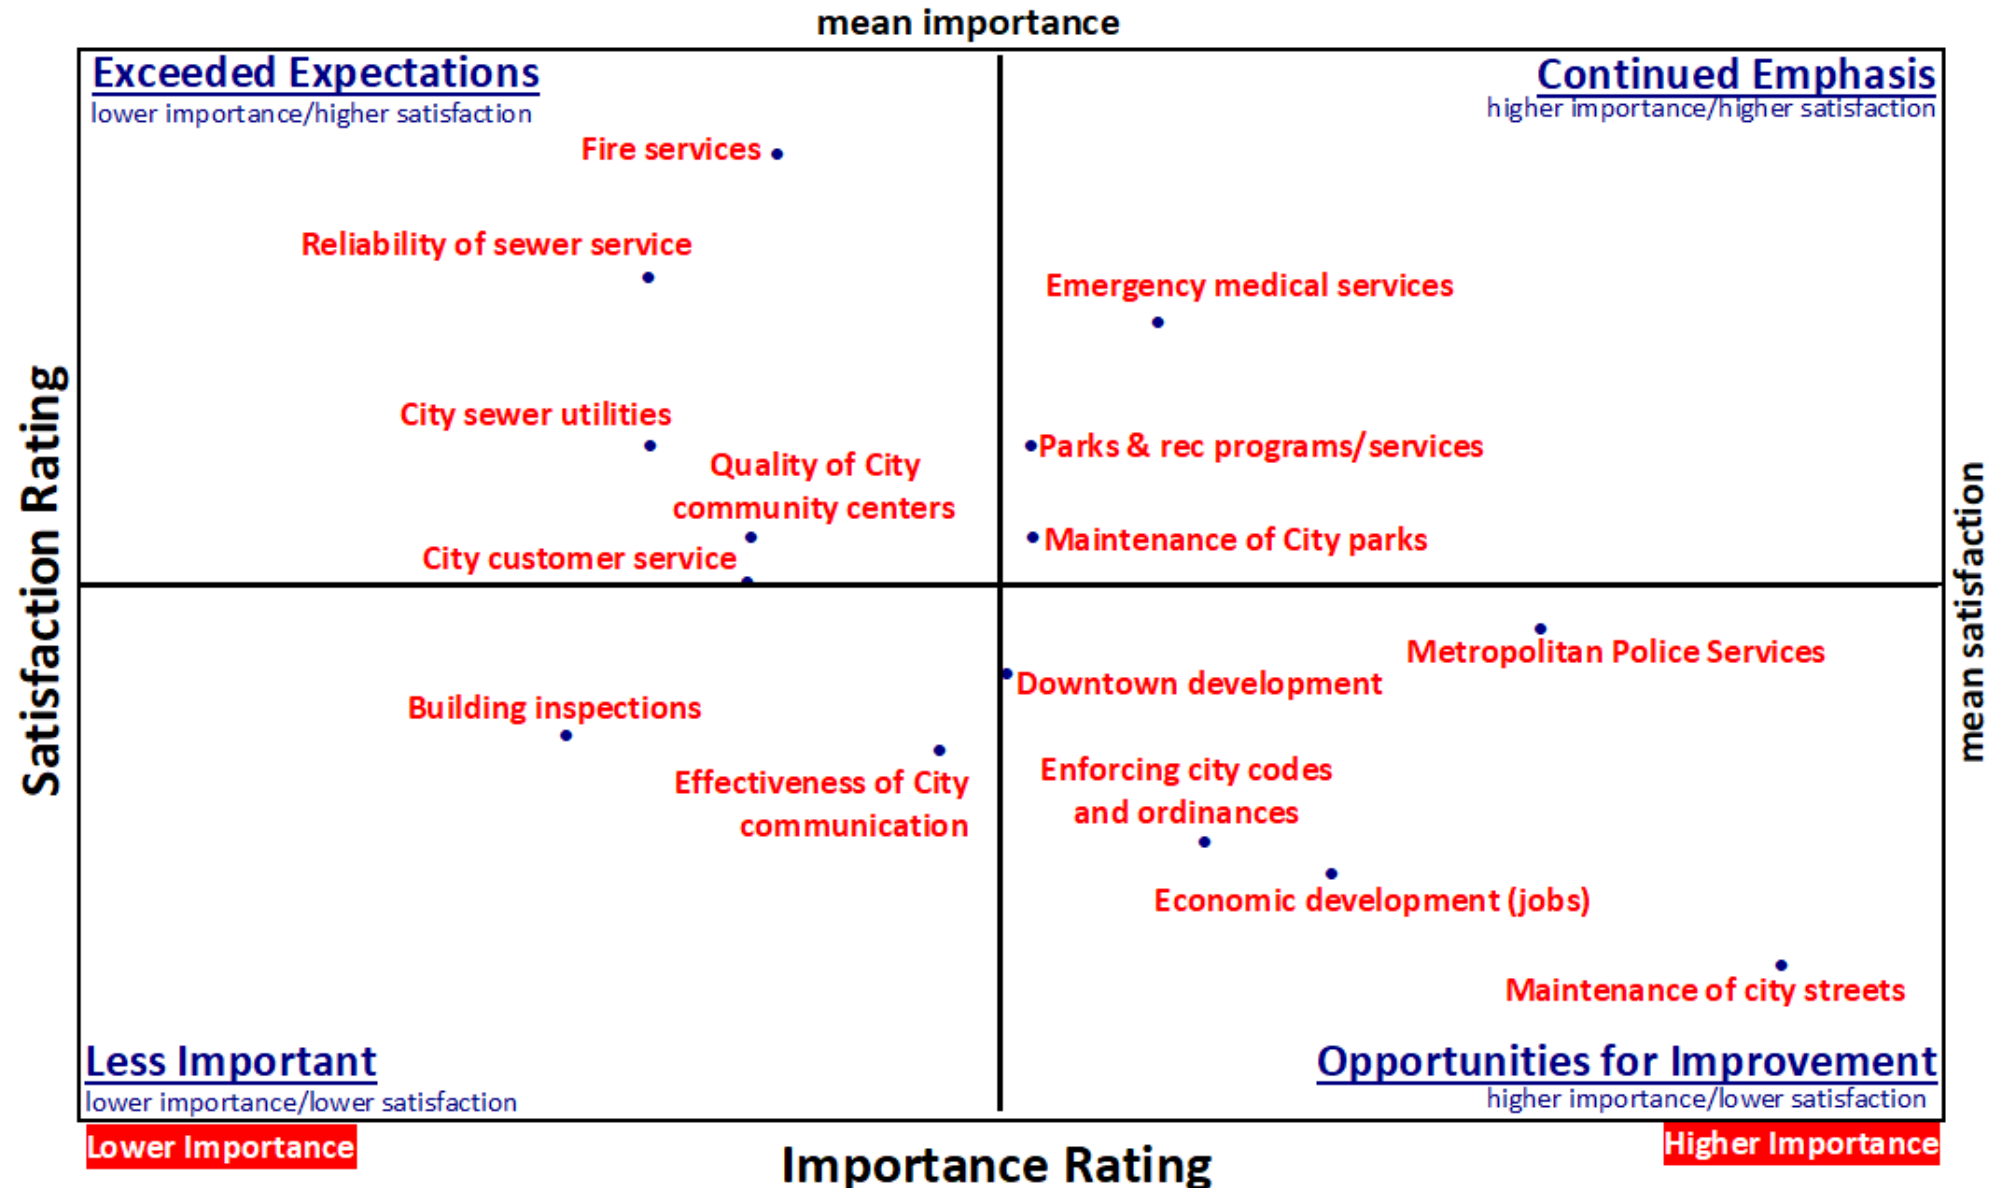 mean importance
Exceeded Expectations
lower importance/higher satisfaction
Continued Emphasis
higher importance/higher satisfaction
Fire services
Reliability of sewer service
Emergency medical services
City sewer utilities
Quality of City
community centers
City customer service
Parks & rec programs/services
Maintenance of City parks
Satisfaction Rating
mean satisfaction
Metropolitan Police Services
Downtown development
Building inspections
Effectiveness of City
communication
Enforcing city codes
and ordinances
Economic development (jobs)
Maintenance of city streets
Less Important
lower importance/lower satisfaction
Opportunities for Improvement
higher importance/lower satisfaction
Lower Importance
Importance Rating
Higher Importance